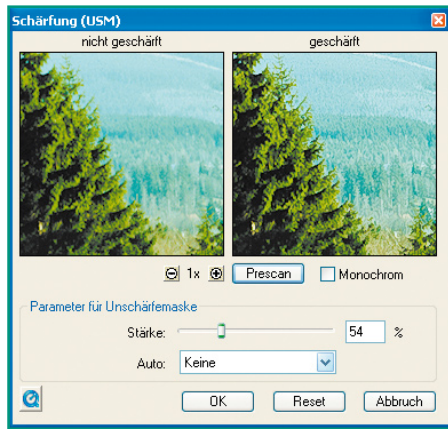 Schärfung (USM)
nicht geschärft geschärft
1x Prescan Monochrom
Parameter für Unschärfemaske
Stärke: 54 %
Auto: Keine
OK Reset Abbruch